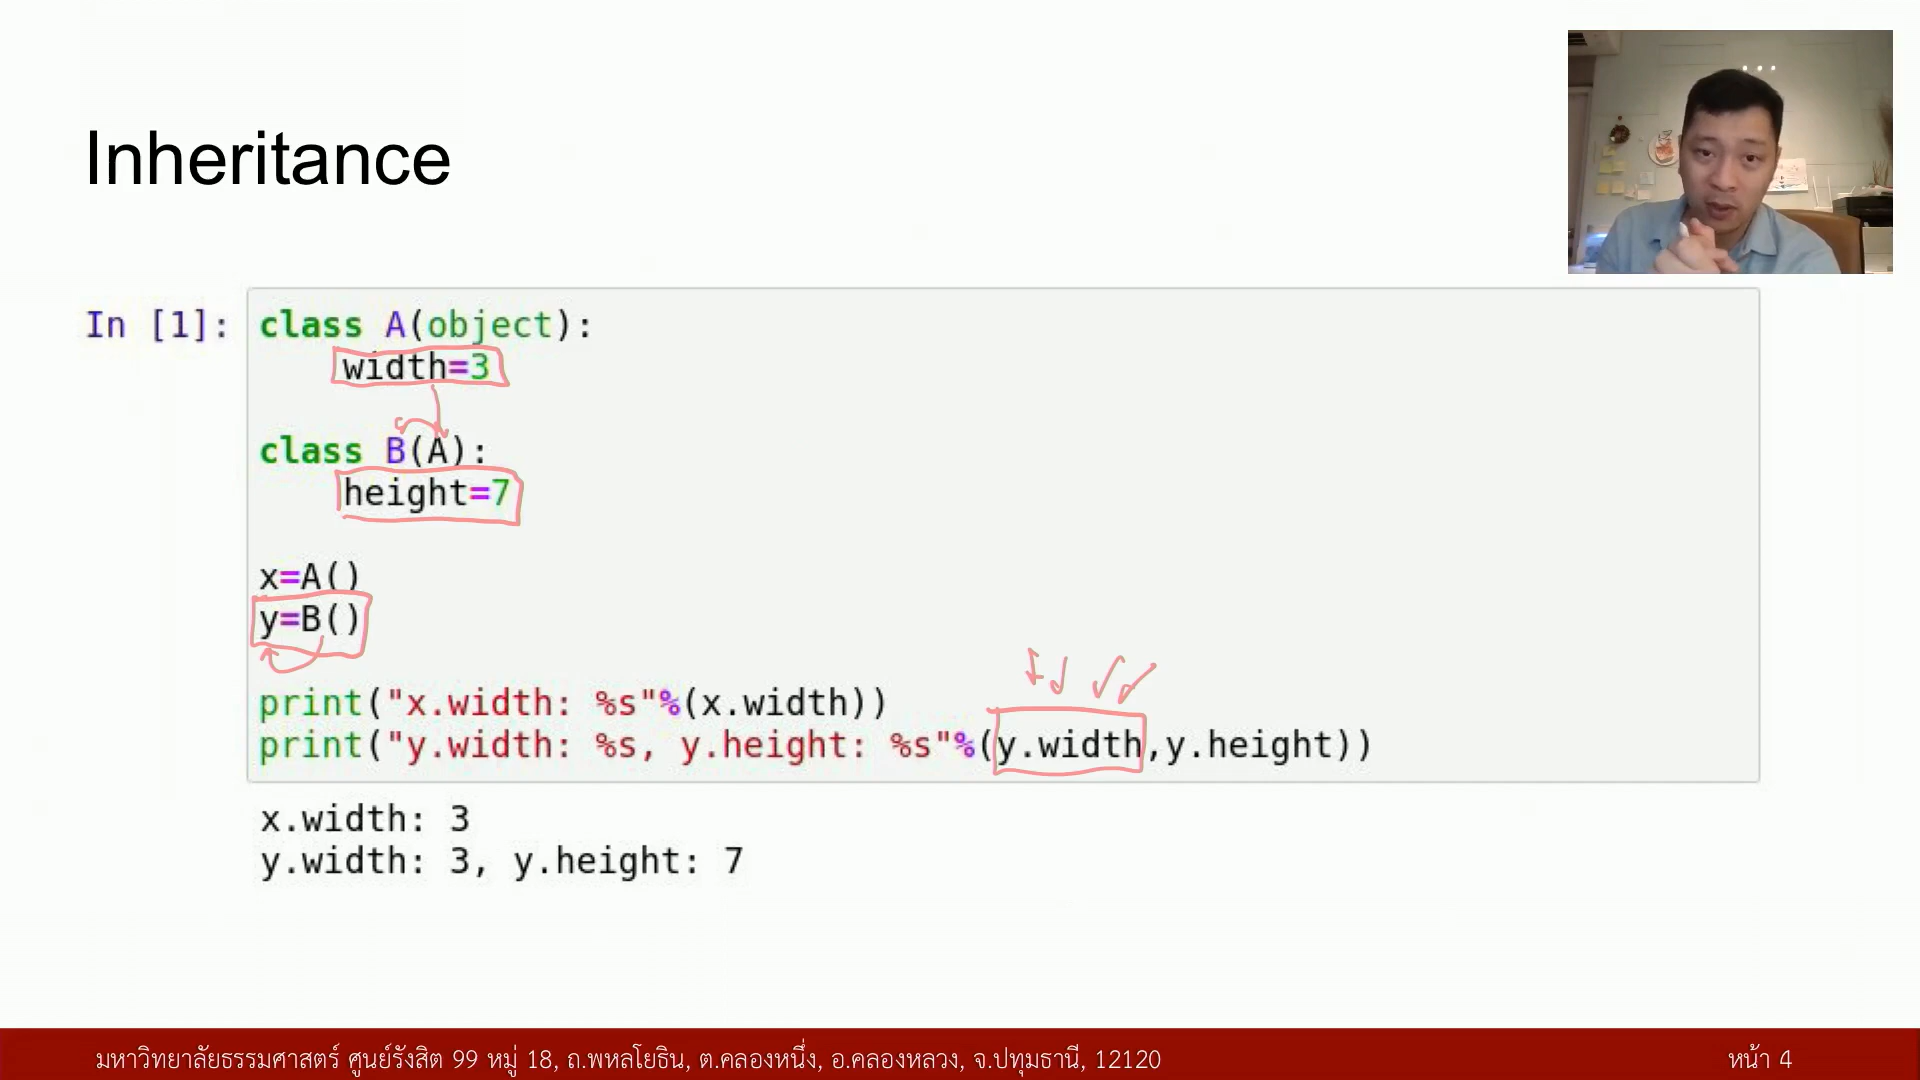 Inheritance
In [1]:
class A(object):
    width=3
class B(A):
    height=7
x=A()
y=B()
print("x.width: %s"%(x.width))
print("y.width: %s, y.height: %s"%(y.width,y.height))
x.width: 3
y.width: 3, y.height: 7
มหาวิทยาลัยธรรมศาสตร์ ศูนย์รังสิต 99 หมู่ 18, ถ.พหลโยธิน, ต.คลองหนึ่ง, อ.คลองหลวง, จ.ปทุมธานี, 12120
หน้า 4